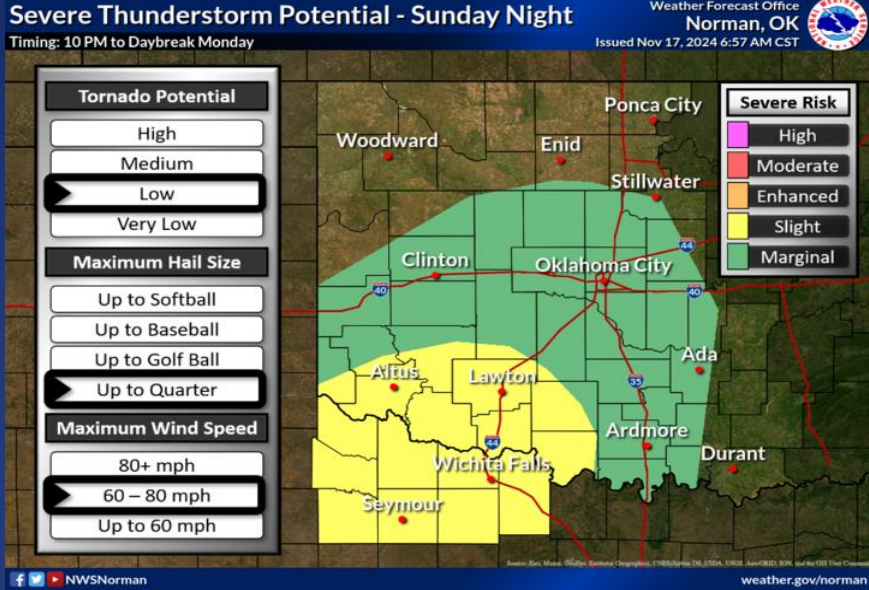 Severe Thunderstorm Potential - Sunday Night
Timing: 10 PM to Daybreak Monday
Weather Forecast Office
Norman, OK
Issued Nov 17, 2024 6:57 AM CST
Tornado Potential
High
Medium
Low
Very Low
Maximum Hail Size
Up to Softball
Up to Baseball
Up to Golf Ball
Up to Quarter
Maximum Wind Speed
80+ mph
60 – 80 mph
Up to 60 mph
Severe Risk
High
Moderate
Enhanced
Slight
Marginal
Ponca City
Woodward
Enid
Stillwater
44
Clinton
Oklahoma City
40
40
Ada
Altus
Lawton
35
Ardmore
44
Durant
Wichita Falls
Seymour
NWSNorman
weather.gov/norman